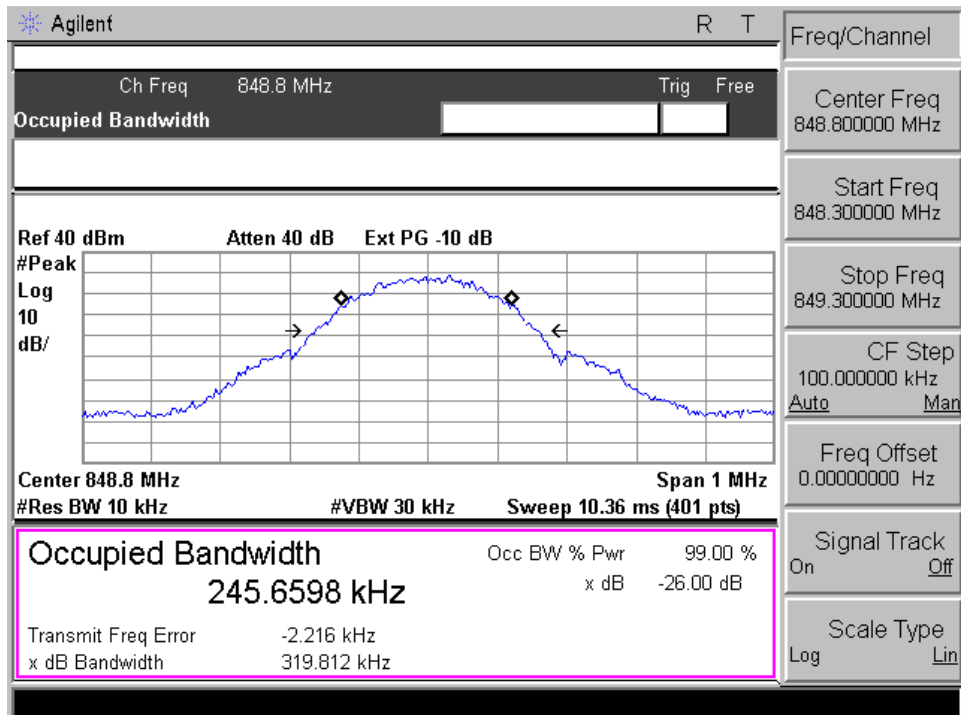 Agilent R T
Ch Freq 848.8 MHz Trig Free
Occupied Bandwidth
Ref 40 dBm Atten 40 dB Ext PG -10 dB
#Peak
Log
10
dB/
Center 848.8 MHz Span 1 MHz
#Res BW 10 kHz #VBW 30 kHz Sweep 10.36 ms (401 pts)
Occupied Bandwidth
245.6598 kHz
Occ BW % Pwr 99.00 %
x dB -26.00 dB
Transmit Freq Error -2.216 kHz
x dB Bandwidth 319.812 kHz
Freq/Channel
Center Freq
848.800000 MHz
Start Freq
848.300000 MHz
Stop Freq
849.300000 MHz
CF Step
100.000000 kHz
Auto Man
Freq Offset
0.00000000 Hz
Signal Track
On Off
Scale Type
Log Lin